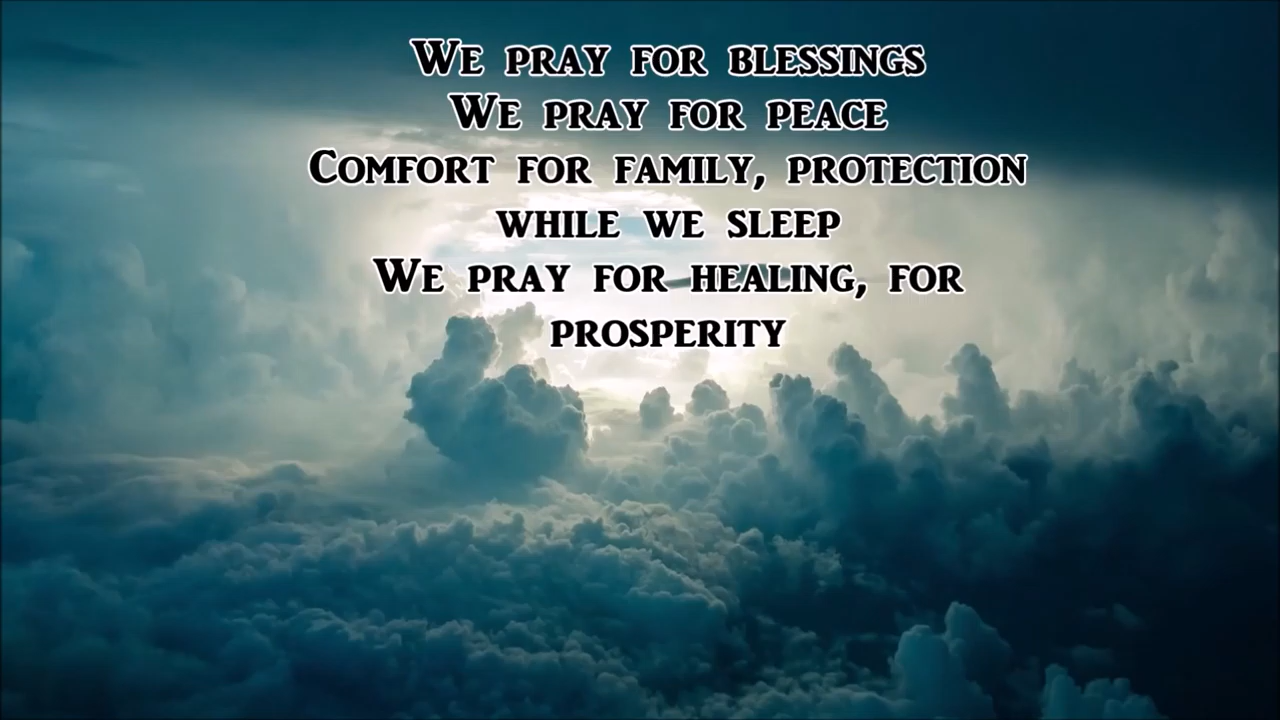 We pray for blessings
We pray for peace
Comfort for family, protection
while we sleep
We pray for healing, for
prosperity